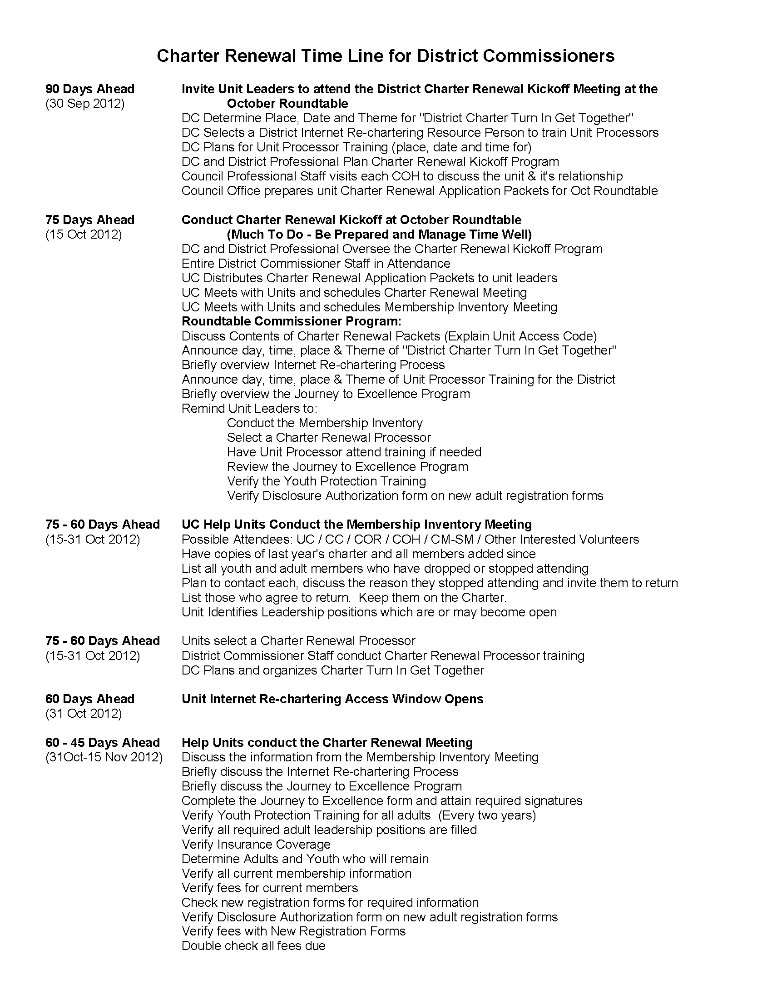 Charter Renewal Time Line for District Commissioners
90 Days Ahead Invite Unit Leaders to attend the District Charter Renewal Kickoff Meeting at the
(30 Sep 2012) October Roundtable
DC Determine Place, Date and Theme for "District Charter Turn In Get Together"
DC Selects a District Internet Re-chartering Resource Person to train Unit Processors
DC Plans for Unit Processor Training (place, date and time for)
DC and District Professional Plan Charter Renewal Kickoff Program
Council Professional Staff visits each COH to discuss the unit & it's relationship
Council Office prepares unit Charter Renewal Application Packets for Oct Roundtable
75 Days Ahead Conduct Charter Renewal Kickoff at October Roundtable
(15 Oct 2012) (Much To Do - Be Prepared and Manage Time Well)
DC and District Professional Oversee the Charter Renewal Kickoff Program
Entire District Commissioner Staff in Attendance
UC Distributes Charter Renewal Application Packets to unit leaders
UC Meets with Units and schedules Charter Renewal Meeting
UC Meets with Units and schedules Membership Inventory Meeting
Roundtable Commissioner Program:
Discuss Contents of Charter Renewal Packets (Explain Unit Access Code)
Announce day, time, place & Theme of "District Charter Turn In Get Together"
Briefly overview Internet Re-chartering Process
Announce day, time, place & Theme of Unit Processor Training for the District
Briefly overview the Journey to Excellence Program
Remind Unit Leaders to:
Conduct the Membership Inventory
Select a Charter Renewal Processor
Have Unit Processor attend training if needed
Review the Journey to Excellence Program
Verify the Youth Protection Training
Verify Disclosure Authorization form on new adult registration forms
75 - 60 Days Ahead UC Help Units Conduct the Membership Inventory Meeting
(15-31 Oct 2012) Possible Attendees: UC / CC / COR / COH / CM-SM / Other Interested Volunteers
Have copies of last year's charter and all members added since
List all youth and adult members who have dropped or stopped attending
Plan to contact each, discuss the reason they stopped attending and invite them to return
List those who agree to return.  Keep them on the Charter.
Unit Identifies Leadership positions which are or may become open
75 - 60 Days Ahead Units select a Charter Renewal Processor
(15-31 Oct 2012) District Commissioner Staff conduct Charter Renewal Processor training
DC Plans and organizes Charter Turn In Get Together
60 Days Ahead Unit Internet Re-chartering Access Window Opens
(31 Oct 2012)
60 - 45 Days Ahead Help Units conduct the Charter Renewal Meeting
(31Oct-15 Nov 2012) Discuss the information from the Membership Inventory Meeting
Briefly discuss the Internet Re-chartering Process
Briefly discuss the Journey to Excellence Program
Complete the Journey to Excellence form and attain required signatures
Verify Youth Protection Training for all adults  (Every two years)
Verify all required adult leadership positions are filled
Verify Insurance Coverage
Determine Adults and Youth who will remain
Verify all current membership information
Verify fees for current members
Check new registration forms for required information
Verify Disclosure Authorization form on new adult registration forms
Verify fees with New Registration Forms
Double check all fees due